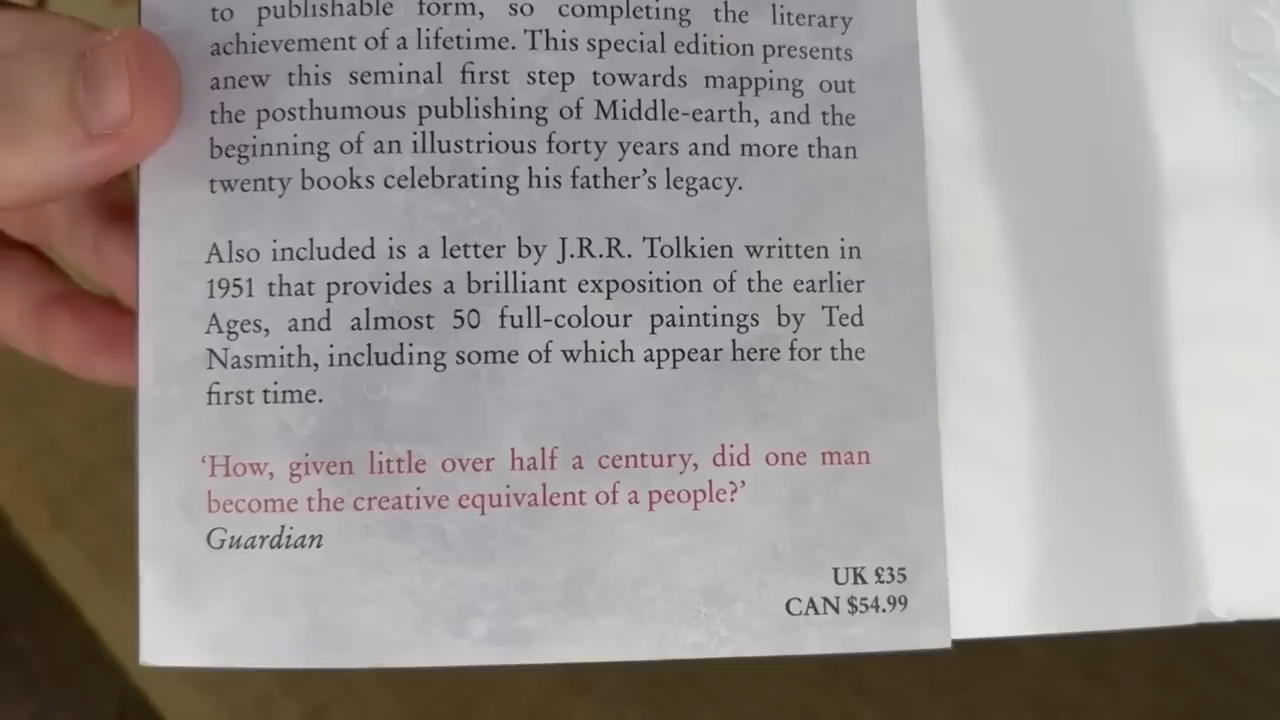 to publishable form, so completing the literary
achievement of a lifetime. This special edition presents
anew this seminal first step towards mapping out
the posthumous publishing of Middle-earth, and the
beginning of an illustrious forty years and more than
twenty books celebrating his father's legacy.
Also included is a letter by J.R.R. Tolkien written in
1951 that provides a brilliant exposition of the earlier
Ages, and almost 50 full-colour paintings by Ted
Nasmith, including some of which appear here for the
first time.
‘How, given little over half a century, did one man
become the creative equivalent of a people?’
Guardian
UK £35
CAN $54.99